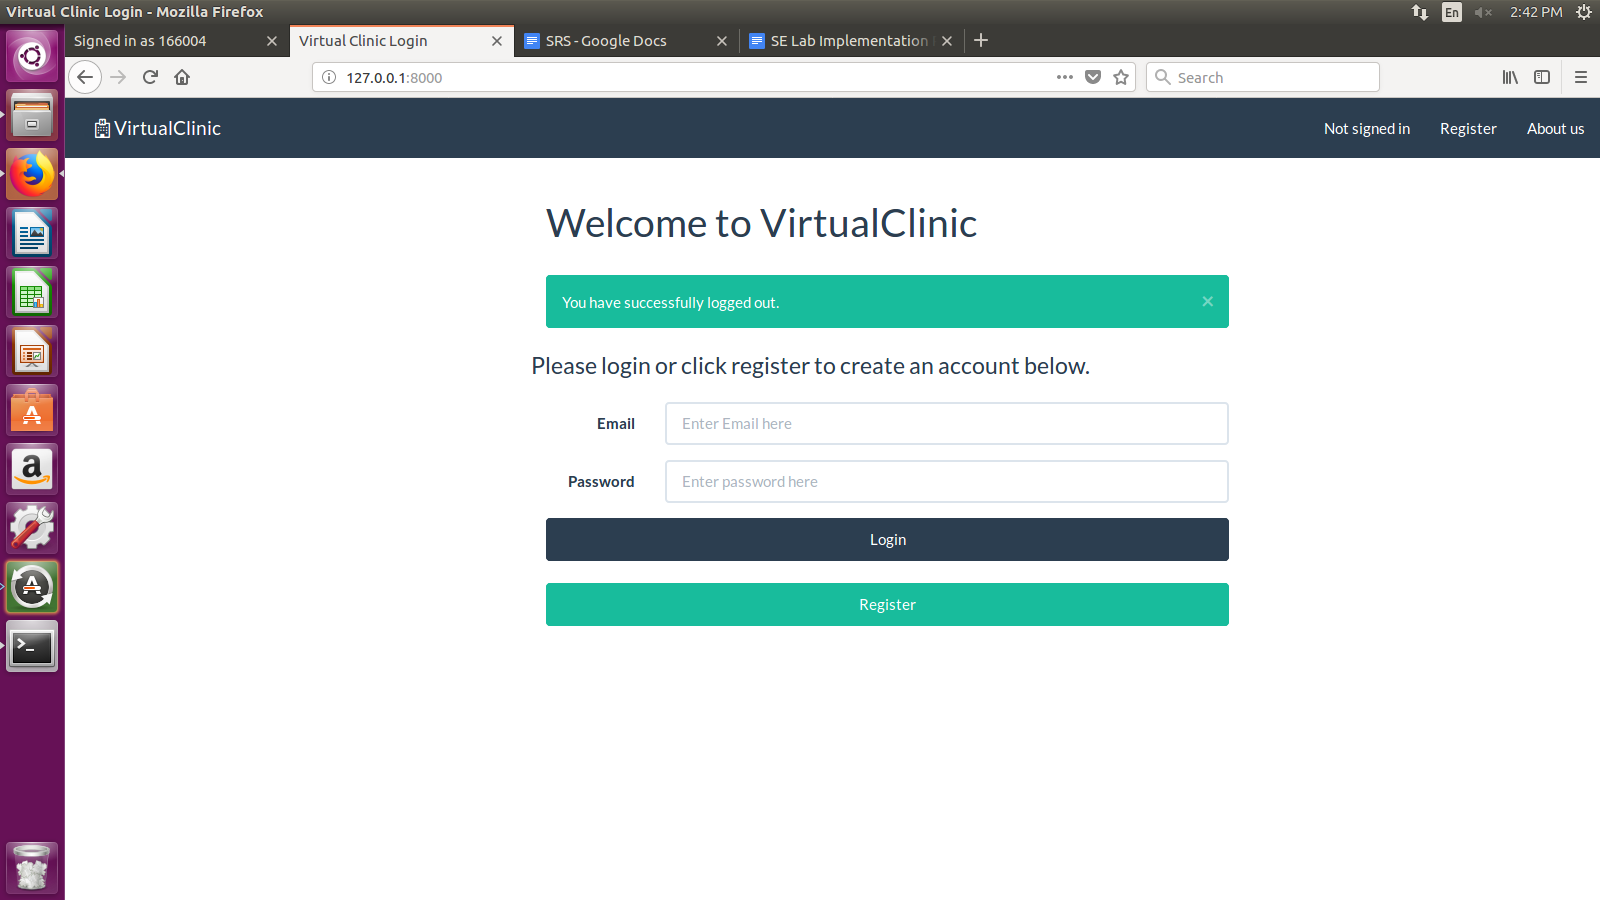 Virtual Clinic Login - Mozilla Firefox
En
2:42 PM
Signed in as 166004
Virtual Clinic Login
SRS - Google Docs
SE Lab Implementation
127.0.0.1:8000
Search
VirtualClinic
Not signed in
Register
About us
Welcome to VirtualClinic
You have successfully logged out.
Please login or click register to create an account below.
Email
Enter Email here
Password
Enter password here
Login
Register